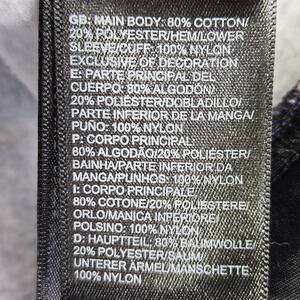 GB: MAIN BODY: 80% COTTON/
20% POLYESTER/HEM/LOWER
SLEEVE/CUFF: 100% NYLON
EXCLUSIVE OF DECORATION
E: PARTE PRINCIPAL DEL
CUERPO: 80% ALGODÓN/
20% POLIÉSTER/DOBLADILLO/
PARTE INFERIOR DE LA MANGA/
PUÑO: 100% NYLON
P: CORPO PRINCIPAL:
80% ALGODÃO/20% POLIÉSTER/
BAINHA/PARTE INFERIOR DA
MANGA/PUNHOS: 100% NYLON
I: CORPO PRINCIPALE:
80% COTONE/20% POLIESTERE/
ORLO/MANICA INFERIORE/
POLSINO: 100% NYLON
D: HAUPTTEIL: 80% BAUMWOLLE/
20% POLYESTER/SAUM/
UNTERER ÄRMEL/MANSCHETTE:
100% NYLON